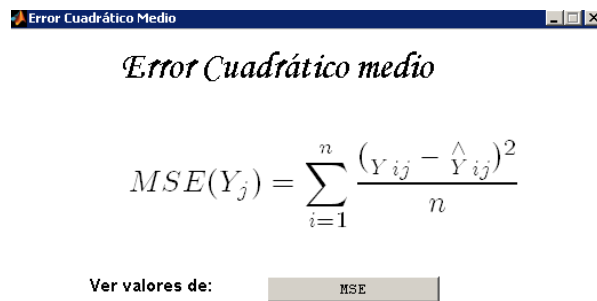 Error Cuadrático Medio
Error Cuadrático medio
MSE(Y_j) = \sum_{i=1}^{n} \frac{(Y_{ij} - \hat{Y}_{ij})^2}{n}
Ver valores de: MSE